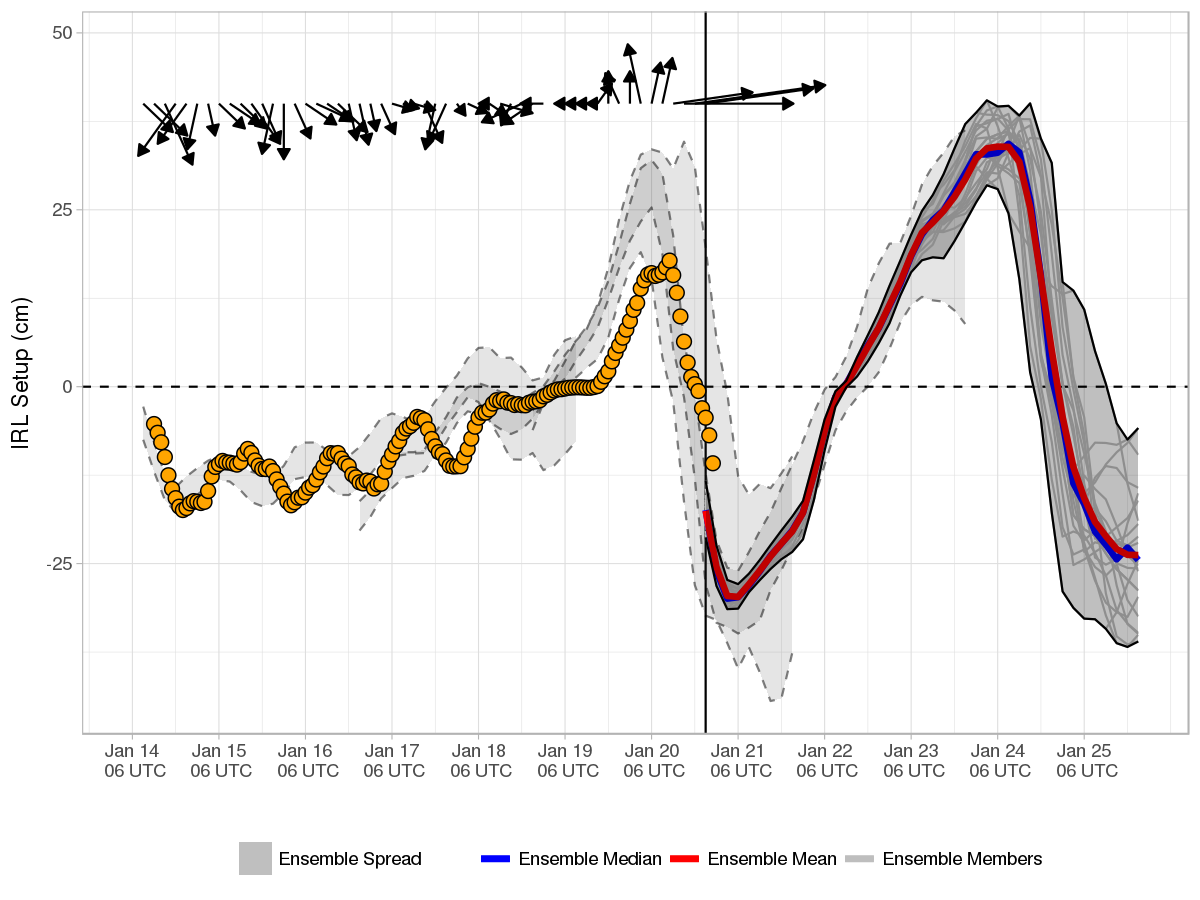 IRL Setup (cm)
50
25
0
-25
Jan 14 Jan 15 Jan 16 Jan 17 Jan 18 Jan 19 Jan 20 Jan 21 Jan 22 Jan 23 Jan 24 Jan 25
06 UTC 06 UTC 06 UTC 06 UTC 06 UTC 06 UTC 06 UTC 06 UTC 06 UTC 06 UTC 06 UTC 06 UTC
Ensemble Spread Ensemble Median Ensemble Mean Ensemble Members